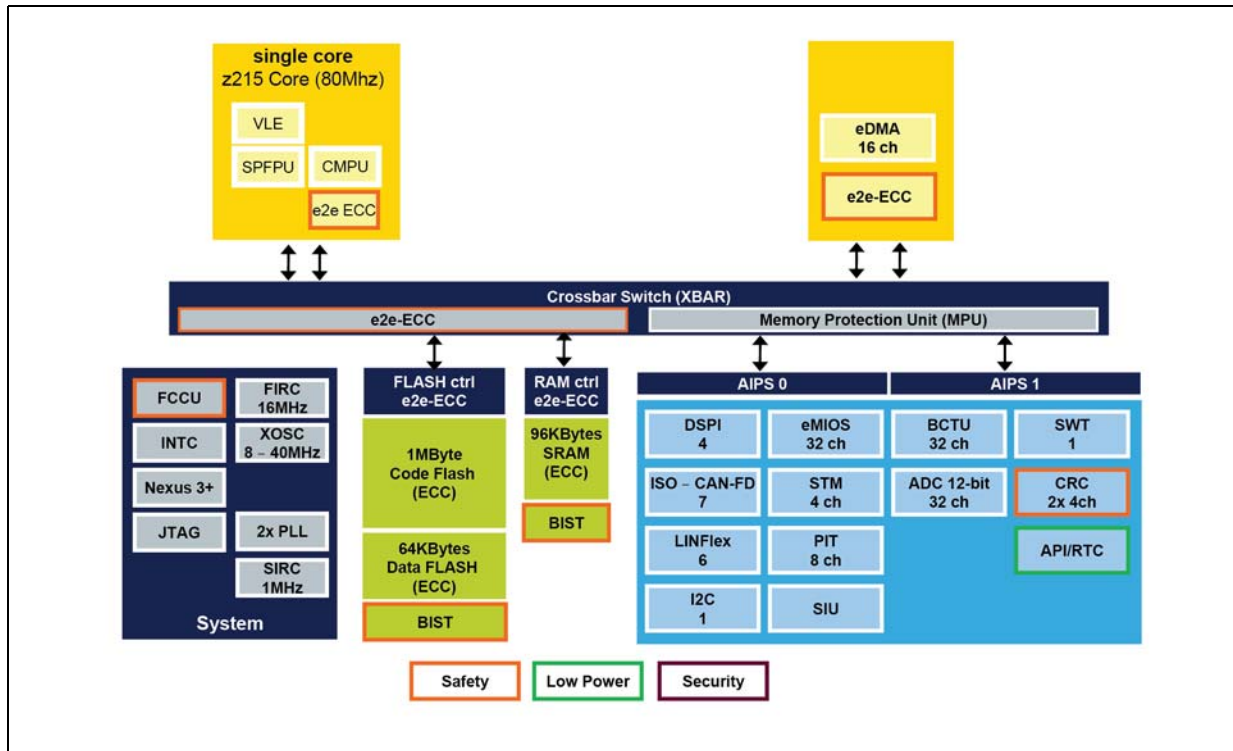 single core
z215 Core (80Mhz)
VLE
SPFPU
CMPU
e2e ECC
eDMA
16 ch
e2e-ECC
Crossbar Switch (XBAR)
e2e-ECC
Memory Protection Unit (MPU)
FCCU
FIRC
16MHz
INTC
XOSC
8 – 40MHz
Nexus 3+
JTAG
2x PLL
SIRC
1MHz
System
FLASH ctrl
e2e-ECC
1MByte
Code Flash
(ECC)
64KBytes
Data FLASH
(ECC)
BIST
RAM ctrl
e2e-ECC
96KBytes
SRAM
(ECC)
BIST
AIPS 0
AIPS 1
DSPI
4
eMIOS
32 ch
BCTU
32 ch
SWT
1
ISO – CAN-FD
7
STM
4 ch
ADC 12-bit
32 ch
CRC
2x 4ch
LINFlex
6
PIT
8 ch
API/RTC
I2C
1
SIU
Safety
Low Power
Security